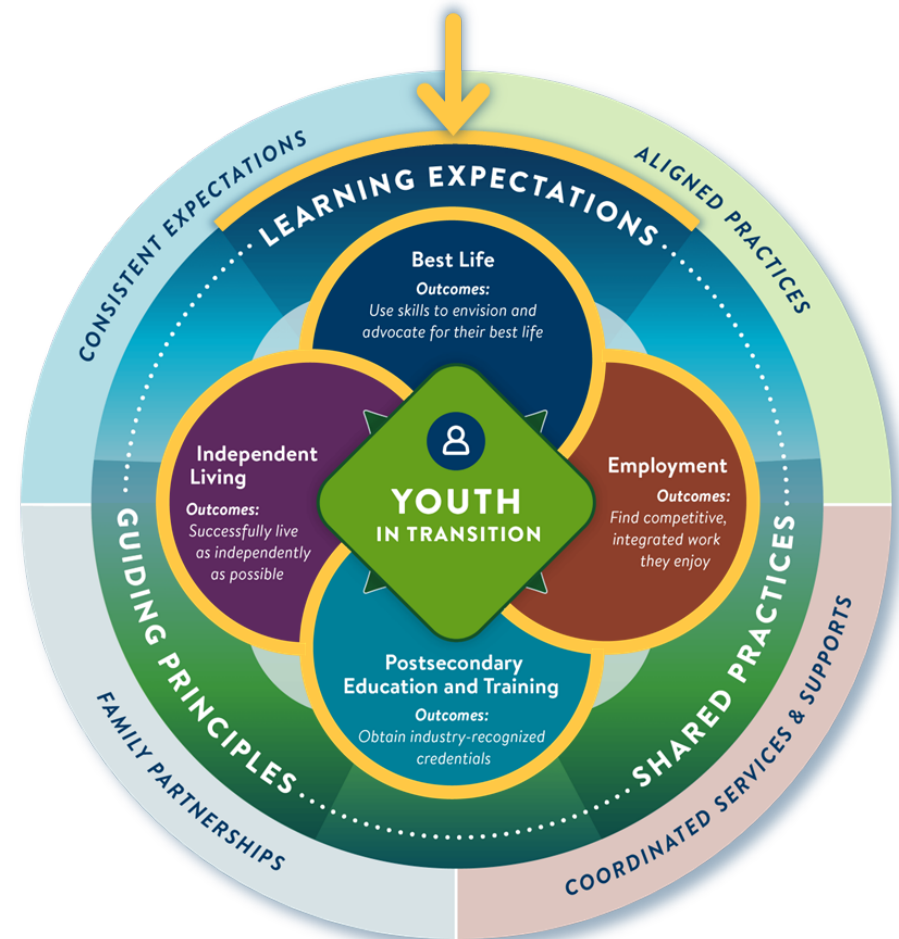 CONSISTENT EXPECTATIONS
ALIGNED PRACTICES
LEARNING EXPECTATIONS
Best Life
Outcomes:
Use skills to envision and
advocate for their best life
Independent
Living
Outcomes:
Successfully live
as independently
as possible
YOUTH
IN TRANSITION
Employment
Outcomes:
Find competitive,
integrated work
they enjoy
Postsecondary
Education and Training
Outcomes:
Obtain industry-recognized
credentials
GUIDING PRINCIPLES
SHARED PRACTICES
FAMILY PARTNERSHIPS
COORDINATED SERVICES & SUPPORTS